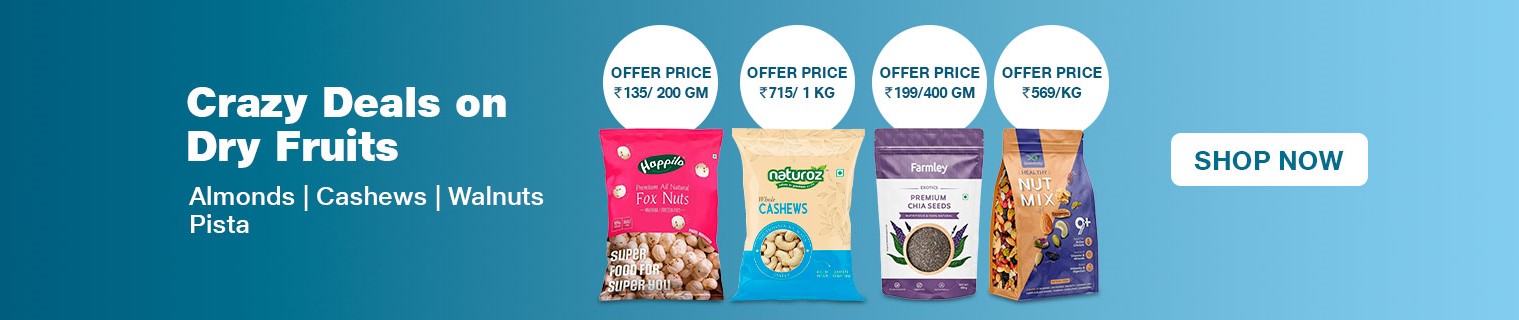 Crazy Deals on
Dry Fruits
Almonds | Cashews | Walnuts
Pista
OFFER PRICE
₹135/ 200 GM
OFFER PRICE
₹715/ 1 KG
OFFER PRICE
₹199/400 GM
OFFER PRICE
₹569/KG
Happilo
Premium All Natural
Fox Nuts
SUPER
FOOD FOR
SUPER YOU
naturoz
Whole
CASHEWS
Farmley
EXOTICS
PREMIUM
CHIA SEEDS
HEALTHY
NUT
MIX
9+
SHOP NOW